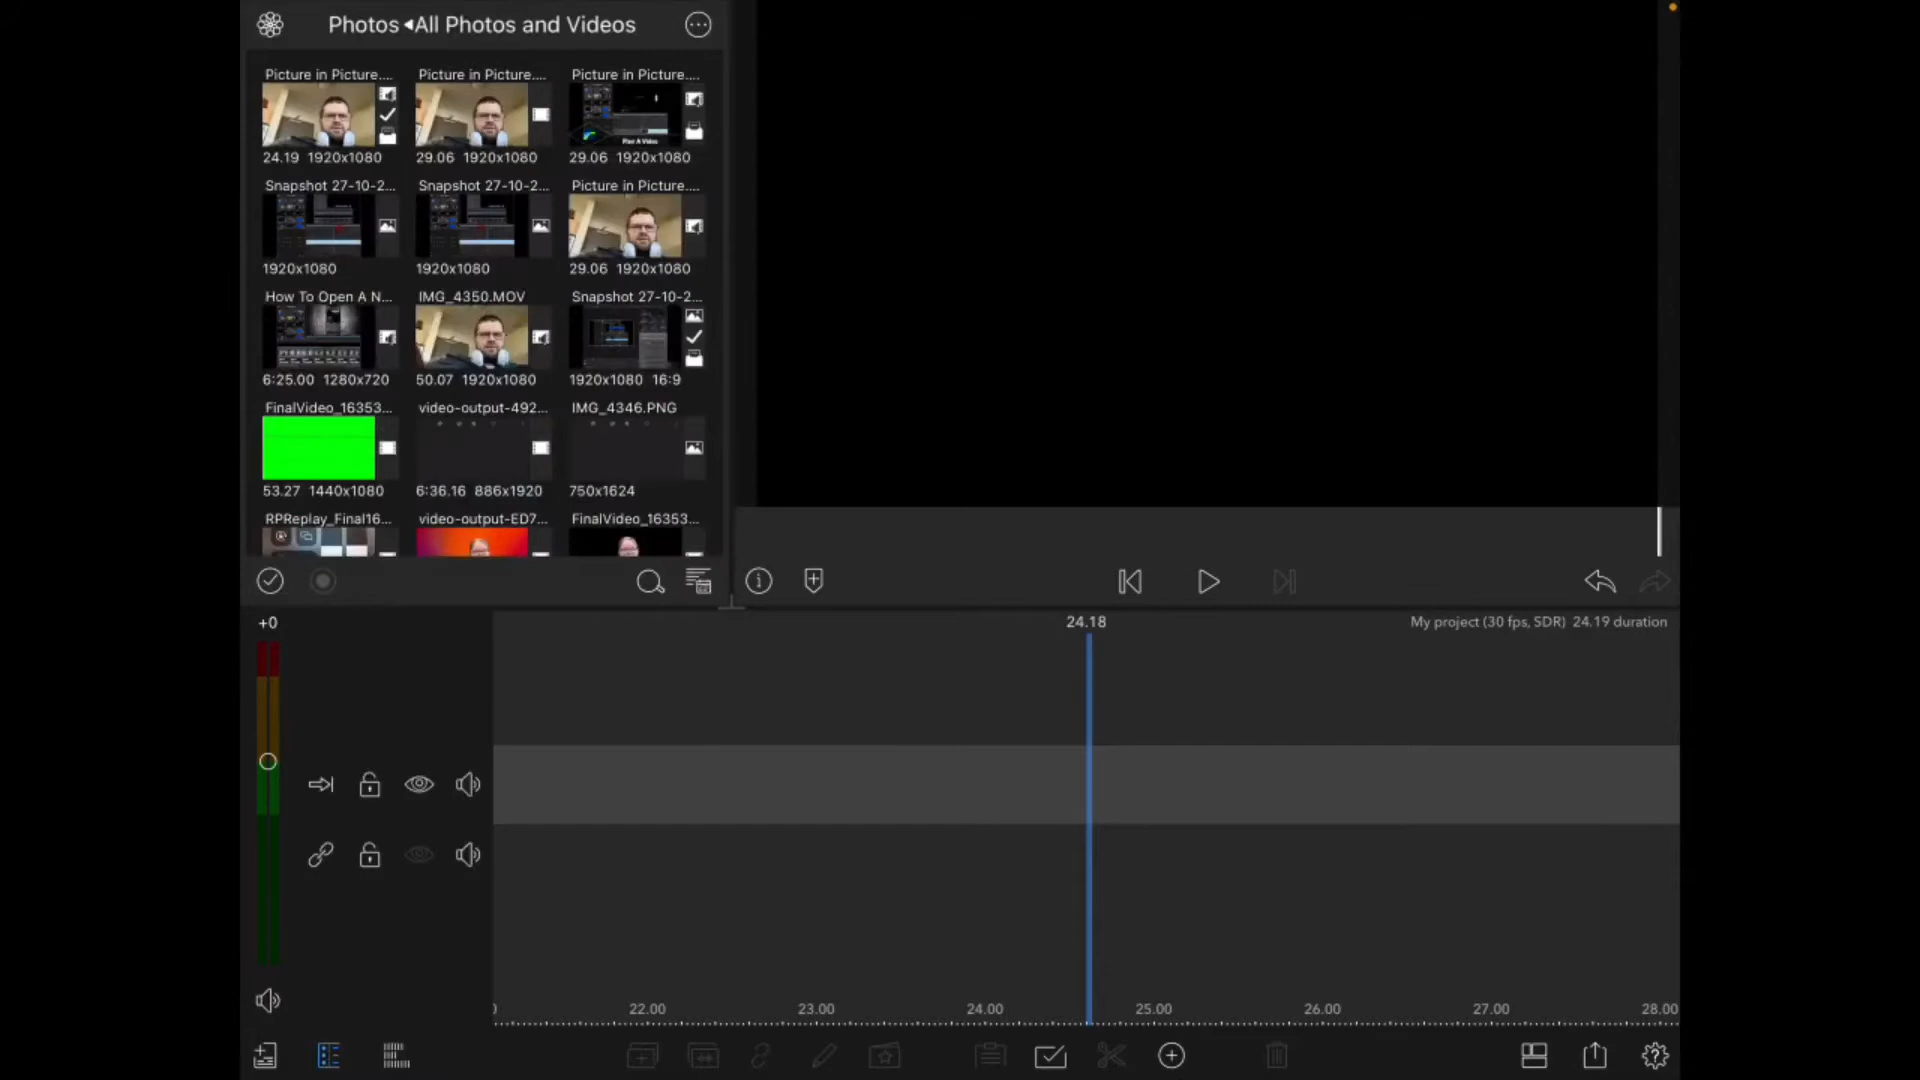 Photos ◂All Photos and Videos
Picture in Picture....
Picture in Picture....
Picture in Picture....
24.19 1920x1080
29.06 1920x1080
29.06 1920x1080
Snapshot 27-10-2...
Snapshot 27-10-2...
Picture in Picture....
1920x1080
1920x1080
29.06 1920x1080
How To Open A N...
IMG_4350.MOV
Snapshot 27-10-2...
6:25.00 1280x720
50.07 1920x1080
1920x1080 16:9
FinalVideo_16353...
video-output-492...
IMG_4346.PNG
53.27 1440x1080
6:36.16 886x1920
750x1624
RPReplay_Final16...
video-output-ED7...
FinalVideo_16353...
+0
24.18
My project (30 fps, SDR) 24.19 duration
22.00
23.00
24.00
25.00
26.00
27.00
28.00